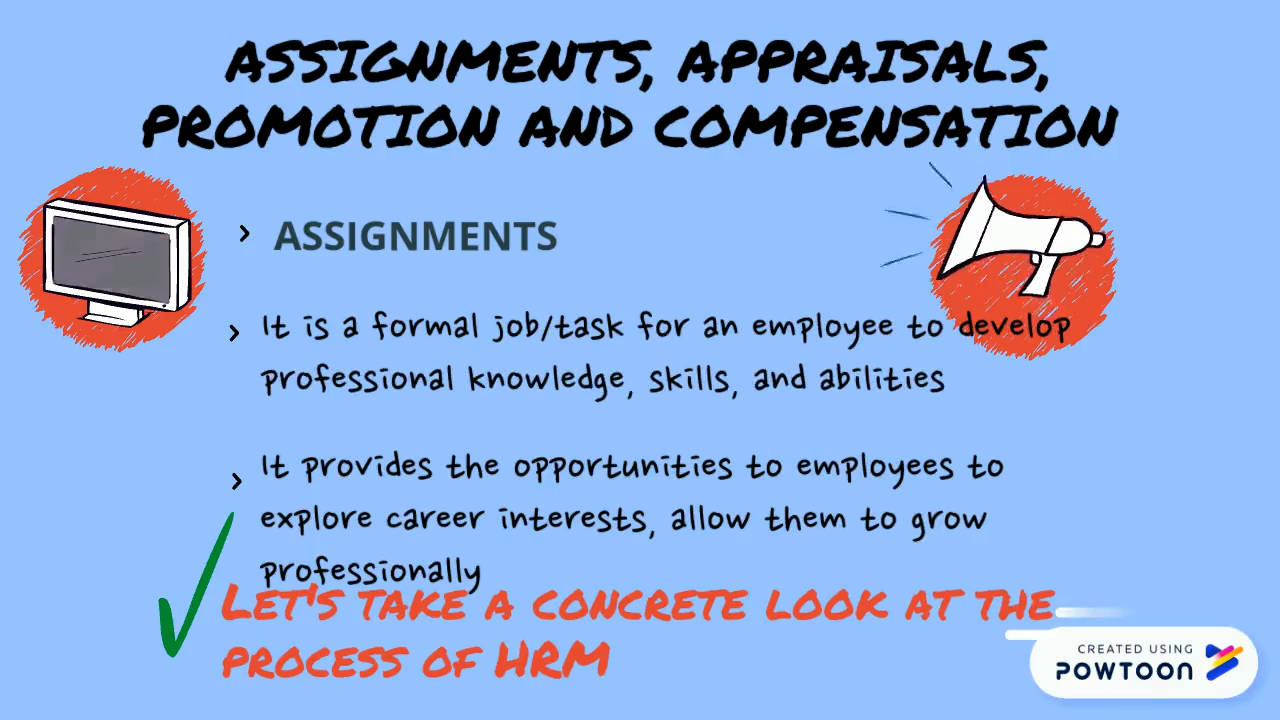 ASSIGNMENTS, APPRAISALS,
PROMOTION AND COMPENSATION
› ASSIGNMENTS
› It is a formal job/task for an employee to develop
professional knowledge, skills, and abilities
› It provides the opportunities to employees to
explore career interests, allow them to grow
professionally
LET'S TAKE A CONCRETE LOOK AT THE
PROCESS OF HRM
CREATED USING
POWTOON